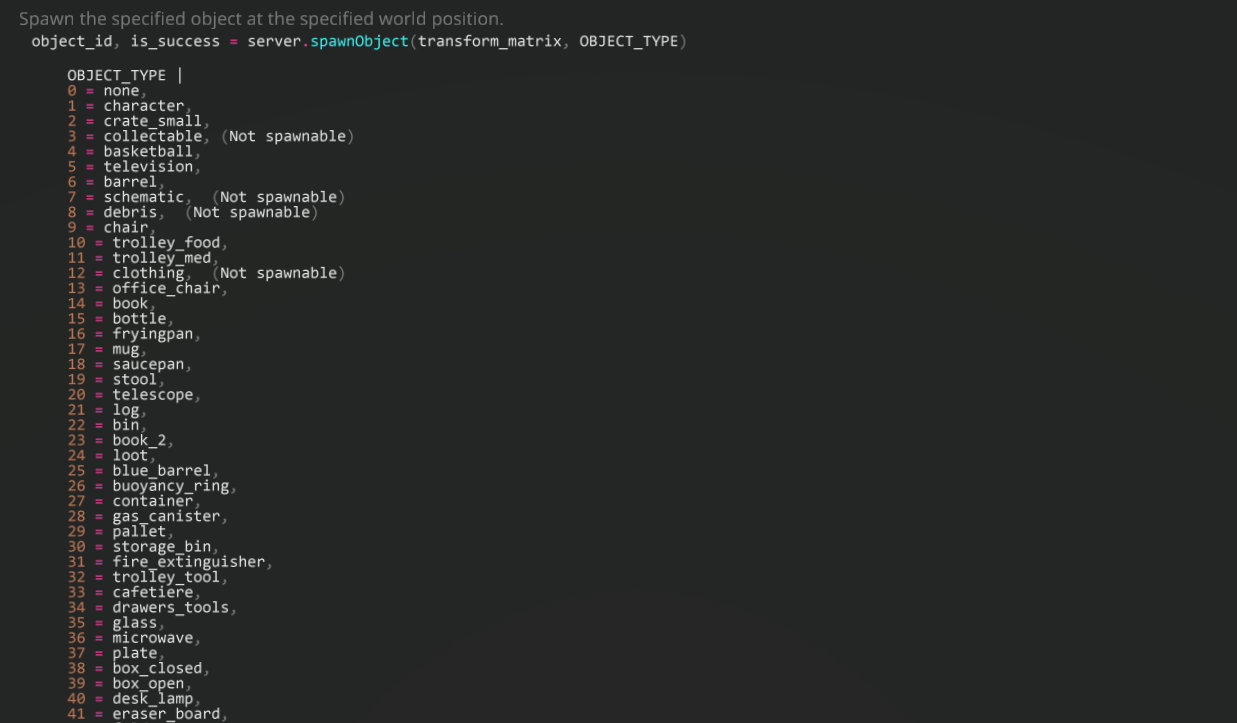 Spawn the specified object at the specified world position.
object_id, is_success = server.spawnObject(transform_matrix, OBJECT_TYPE)
OBJECT_TYPE |
0 = none,
1 = character,
2 = crate_small,
3 = collectable, (Not spawnable)
4 = basketball,
5 = television,
6 = barrel,
7 = schematic,  (Not spawnable)
8 = debris,  (Not spawnable)
9 = chair,
10 = trolley_food,
11 = trolley_med,
12 = clothing,  (Not spawnable)
13 = office_chair,
14 = book,
15 = bottle,
16 = fryingpan,
17 = mug,
18 = saucepan,
19 = stool,
20 = telescope,
21 = log,
22 = bin,
23 = book_2,
24 = loot,
25 = blue_barrel,
26 = buoyancy_ring,
27 = container,
28 = gas_canister,
29 = pallet,
30 = storage_bin,
31 = fire_extinguisher,
32 = trolley_tool,
33 = cafetiere,
34 = drawers_tools,
35 = glass,
36 = microwave,
37 = plate,
38 = box_closed,
39 = box_open,
40 = desk_lamp,
41 = eraser_board,